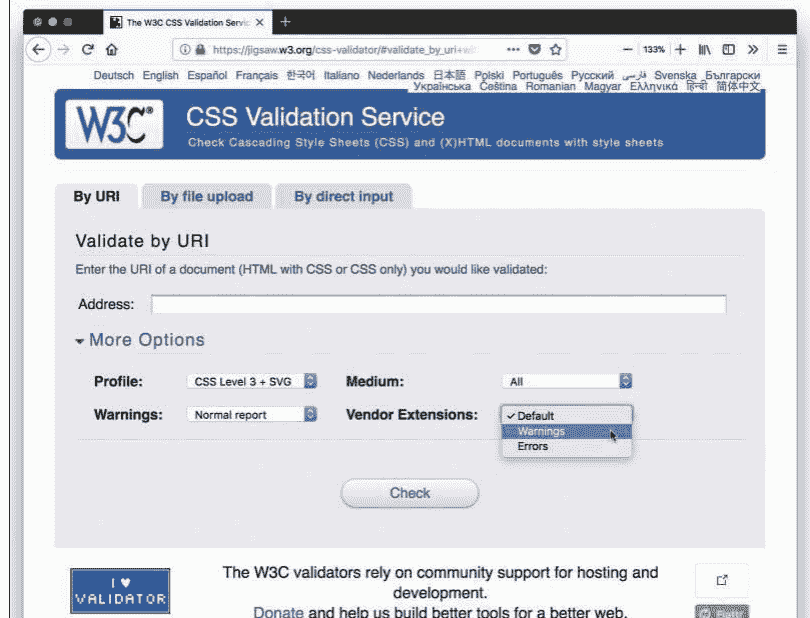 The W3C CSS Validation Servic
https://jigsaw.w3.org/css-validator/#validate_by_uri+wi
133%
Deutsch English Español Français 한국어 Italiano Nederlands 日本語 Polski Português Русский فارسی Svenska Български
Українська Čeština Romanian Magyar Ελληνικά हिन्दी 简体中文
W3C®
CSS Validation Service
Check Cascading Style Sheets (CSS) and (X)HTML documents with style sheets
By URI By file upload By direct input
Validate by URI
Enter the URI of a document (HTML with CSS or CSS only) you would like validated:
Address:
More Options
Profile: CSS Level 3 + SVG Medium: All
Warnings: Normal report Vendor Extensions: Default
Warnings
Errors
Check
I ♥
VALIDATOR
The W3C validators rely on community support for hosting and
development.
Donate and help us build better tools for a better web.